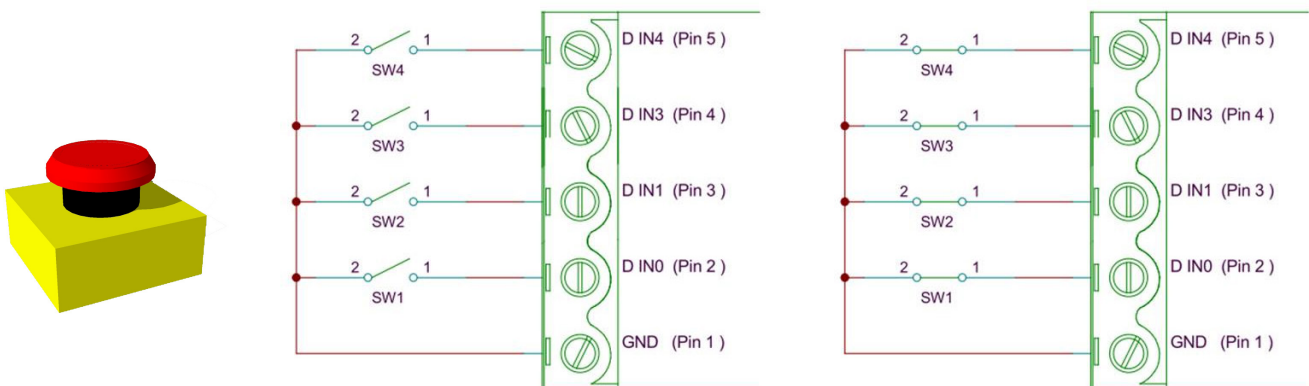 2 1 D IN4 (Pin 5 )
SW4
2 1 D IN3 (Pin 4 )
SW3
2 1 D IN1 (Pin 3 )
SW2
2 1 D IN0 (Pin 2 )
SW1
GND (Pin 1 )
2 1 D IN4 (Pin 5 )
SW4
2 1 D IN3 (Pin 4 )
SW3
2 1 D IN1 (Pin 3 )
SW2
2 1 D IN0 (Pin 2 )
SW1
GND (Pin 1 )